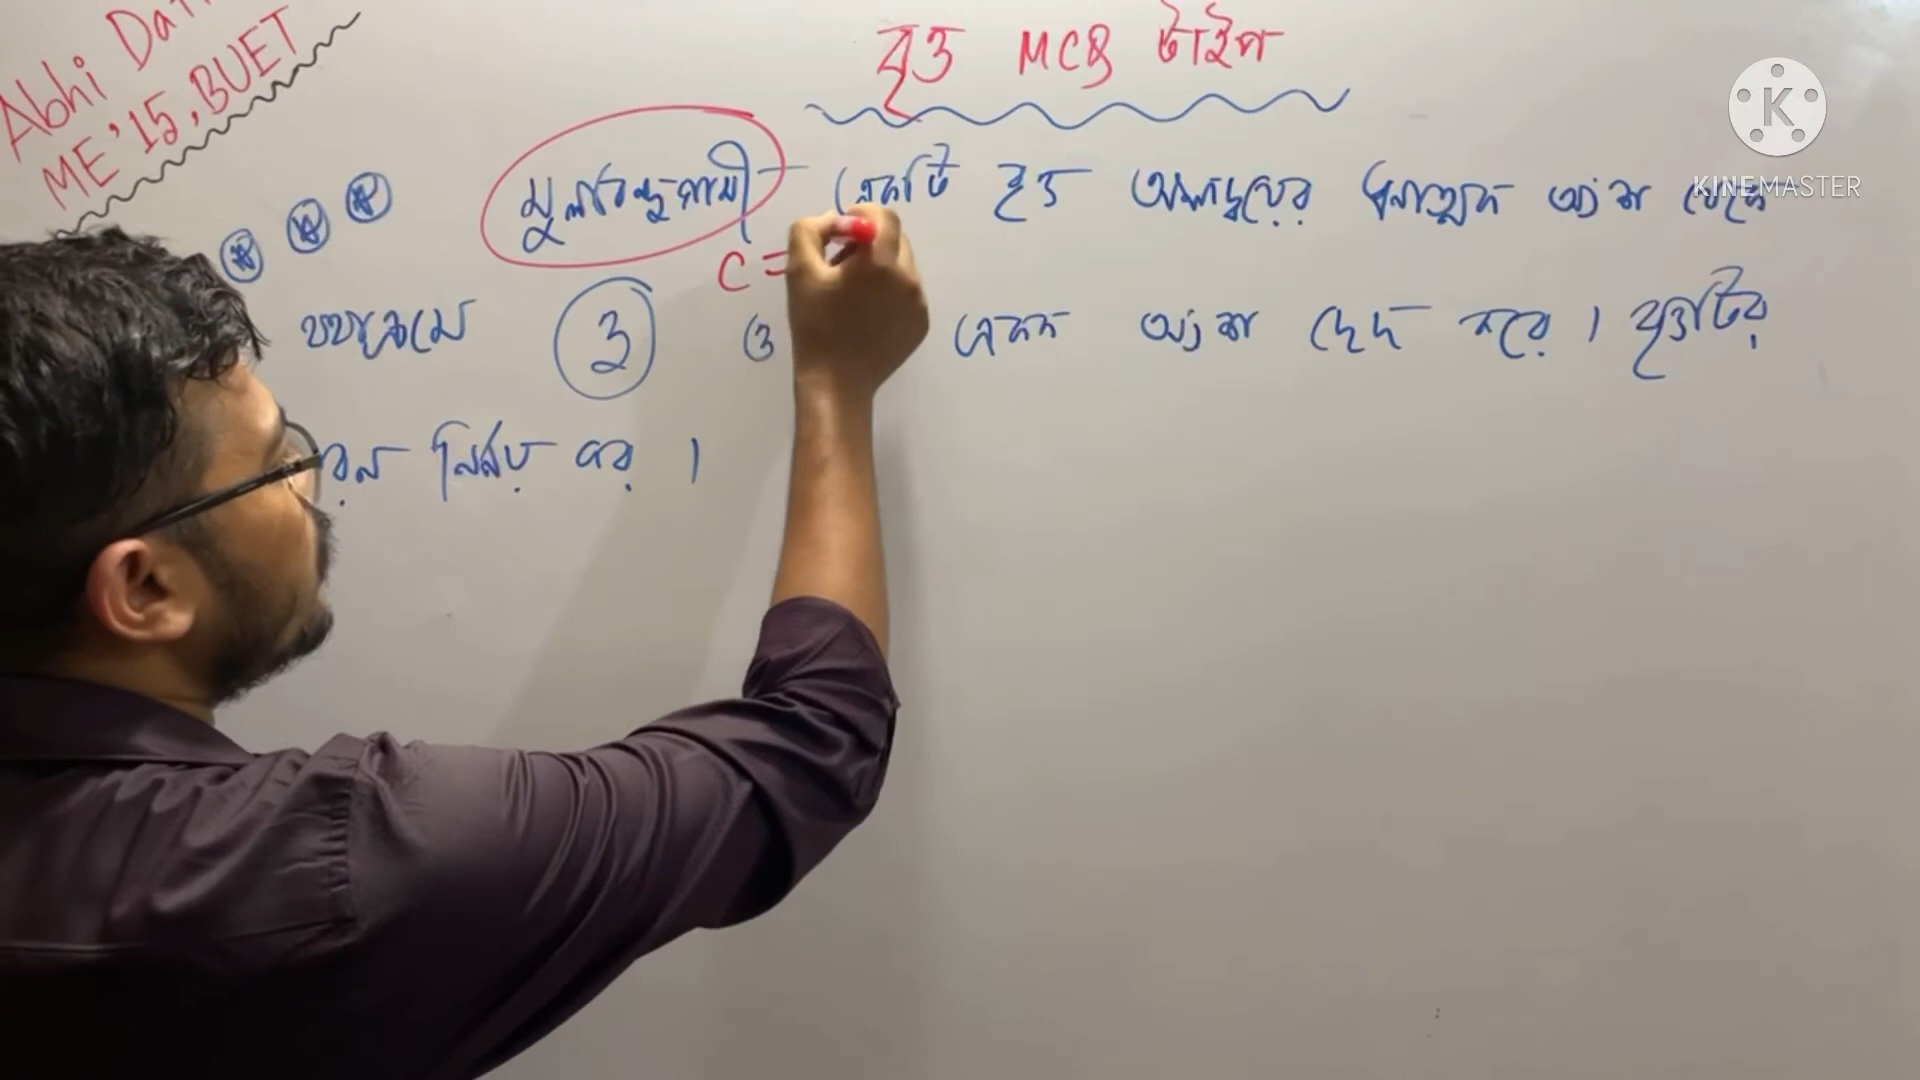 Abhi Dat
ME'15, BUET
বৃত্ত MCQ টাইপ
মূলবিন্দুগামী একটি বৃত্ত অক্ষদ্বয়ের ধনাত্মক অংশ থেকে
C =
যথাক্রমে 3 ও একক অংশ ছেদ করে। বৃত্তটির
রন নির্ণয় কর।
KINEMASTER